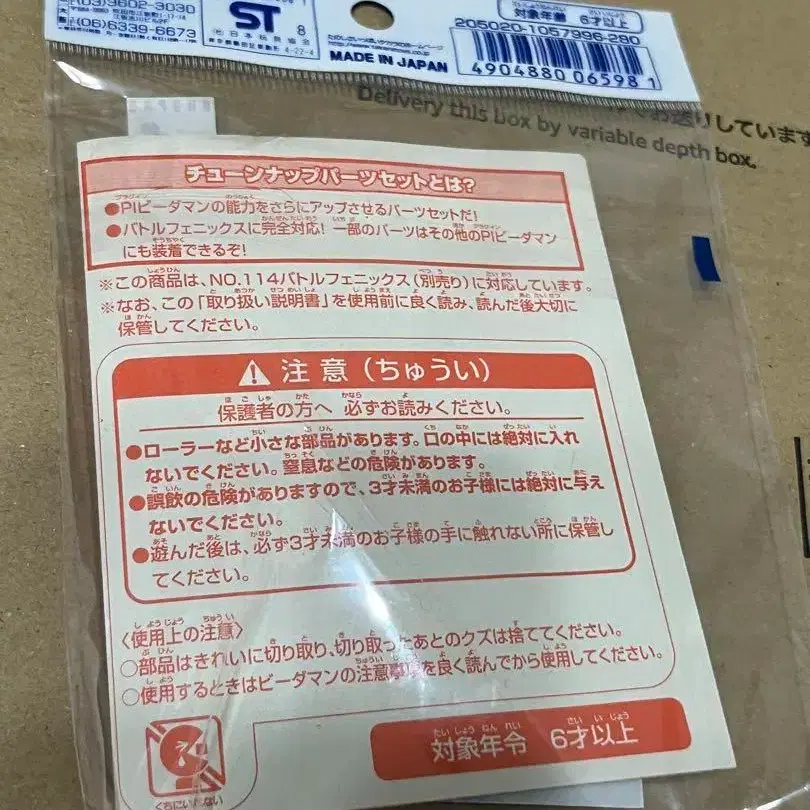 (03)3602-3030
(06)6339-6673
ST
8
4-22-4
MADE IN JAPAN
対象年齢 6才以上
205020-1057996-280
4904880 06598 1
お送りしています
Delivery this box by variable depth box.
チューンナップパーツセットとは?
●PIビーダマンの能力をさらにアップさせるパーツセットだ!
●バトルフェニックスに完全対応! 一部のパーツはその他のPIビーダマン
にも装着できるぞ!
※この商品は、NO.114バトルフェニックス(別売り)に対応しています。
※なお、この「取り扱い説明書」を使用前に良く読み、読んだ後大切に
保管してください。
注意(ちゅうい)
保護者の方へ 必ずお読みください。
●ローラーなど小さな部品があります。口の中には絶対に入れ
ないでください。窒息などの危険があります。
●誤飲の危険がありますので、3才未満のお子様には絶対に与え
ないでください。
●遊んだ後は、必ず3才未満のお子様の手に触れない所に保管し
てください。
〈使用上の注意〉
○部品はきれいに切り取り、切り取ったあとのクズは捨ててください。
○使用するときはビーダマンの注意事項を良く読んでから使用してください。
くちにいれない
対象年令 6才以上